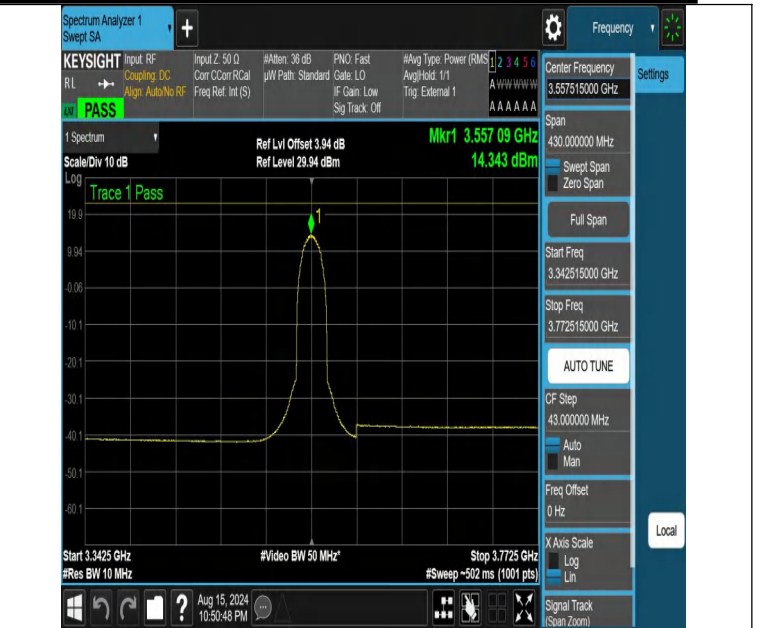 Spectrum Analyzer 1
Swept SA
Frequency
KEYSIGHT
RL
PASS
Input: RF
Coupling: DC
Align: Auto/No RF
Input Z: 50 Ω
Corr CCorr RCal
Freq Ref: Int (S)
#Atten: 36 dB
µW Path: Standard
PNO: Fast
Gate: LO
IF Gain: Low
Sig Track: Off
#Avg Type: Power (RMS
Avg|Hold: 1/1
Trig: External 1
1 2 3 4 5 6
A W W W W W
A A A A A A
1 Spectrum
Scale/Div 10 dB
Ref Lvl Offset 3.94 dB
Ref Level 29.94 dBm
Mkr1 3.557 09 GHz
14.343 dBm
Log
Trace 1 Pass
1
19.9
9.94
-0.06
-10.1
-20.1
-30.1
-40.1
-50.1
-60.1
Start 3.3425 GHz
#Res BW 10 MHz
#Video BW 50 MHz*
Stop 3.7725 GHz
#Sweep ~502 ms (1001 pts)
Center Frequency
3.557515000 GHz
Settings
Span
430.000000 MHz
Swept Span
Zero Span
Full Span
Start Freq
3.342515000 GHz
Stop Freq
3.772515000 GHz
AUTO TUNE
CF Step
43.000000 MHz
Auto
Man
Freq Offset
0 Hz
X Axis Scale
Log
Lin
Local
Signal Track
(Span Zoom)
?
Aug 15, 2024
10:50:48 PM